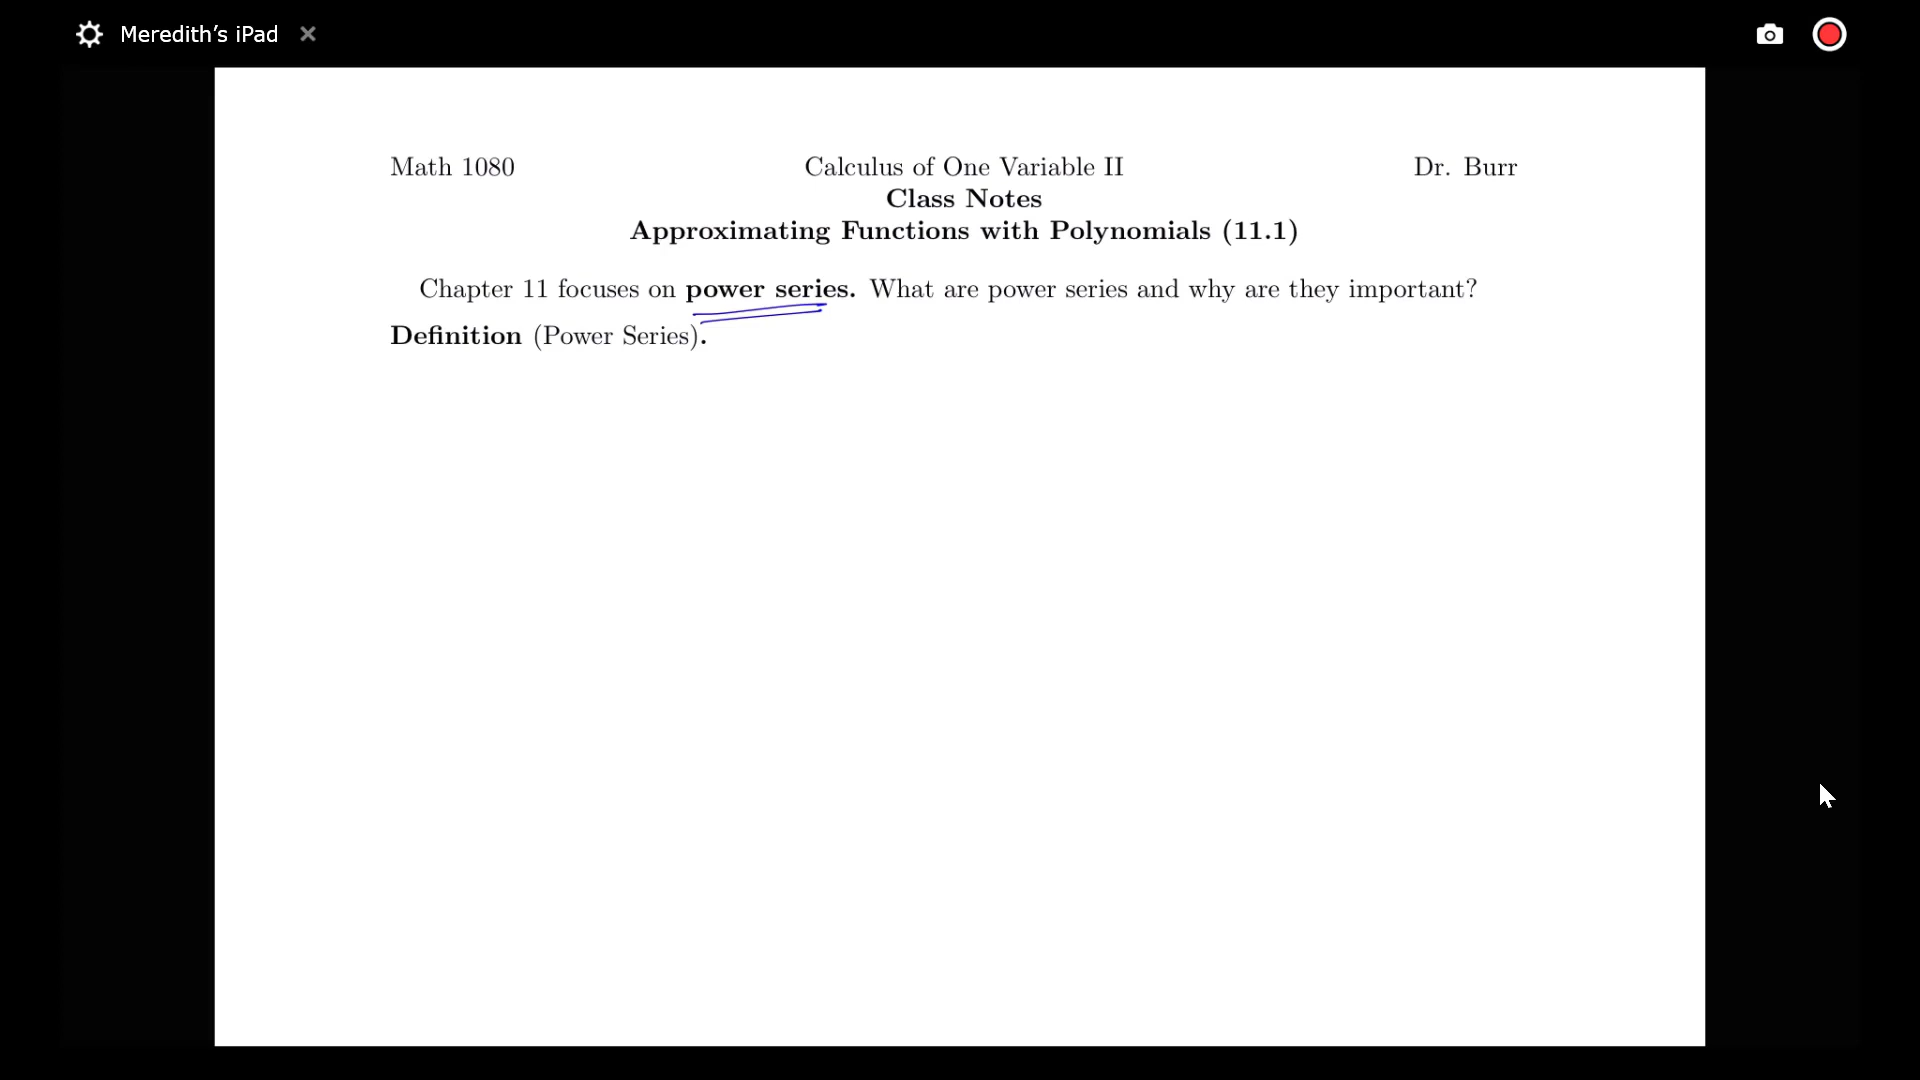 Meredith’s iPad
Math 1080 Calculus of One Variable II Dr. Burr
Class Notes
Approximating Functions with Polynomials (11.1)
Chapter 11 focuses on power series. What are power series and why are they important?
Definition (Power Series).